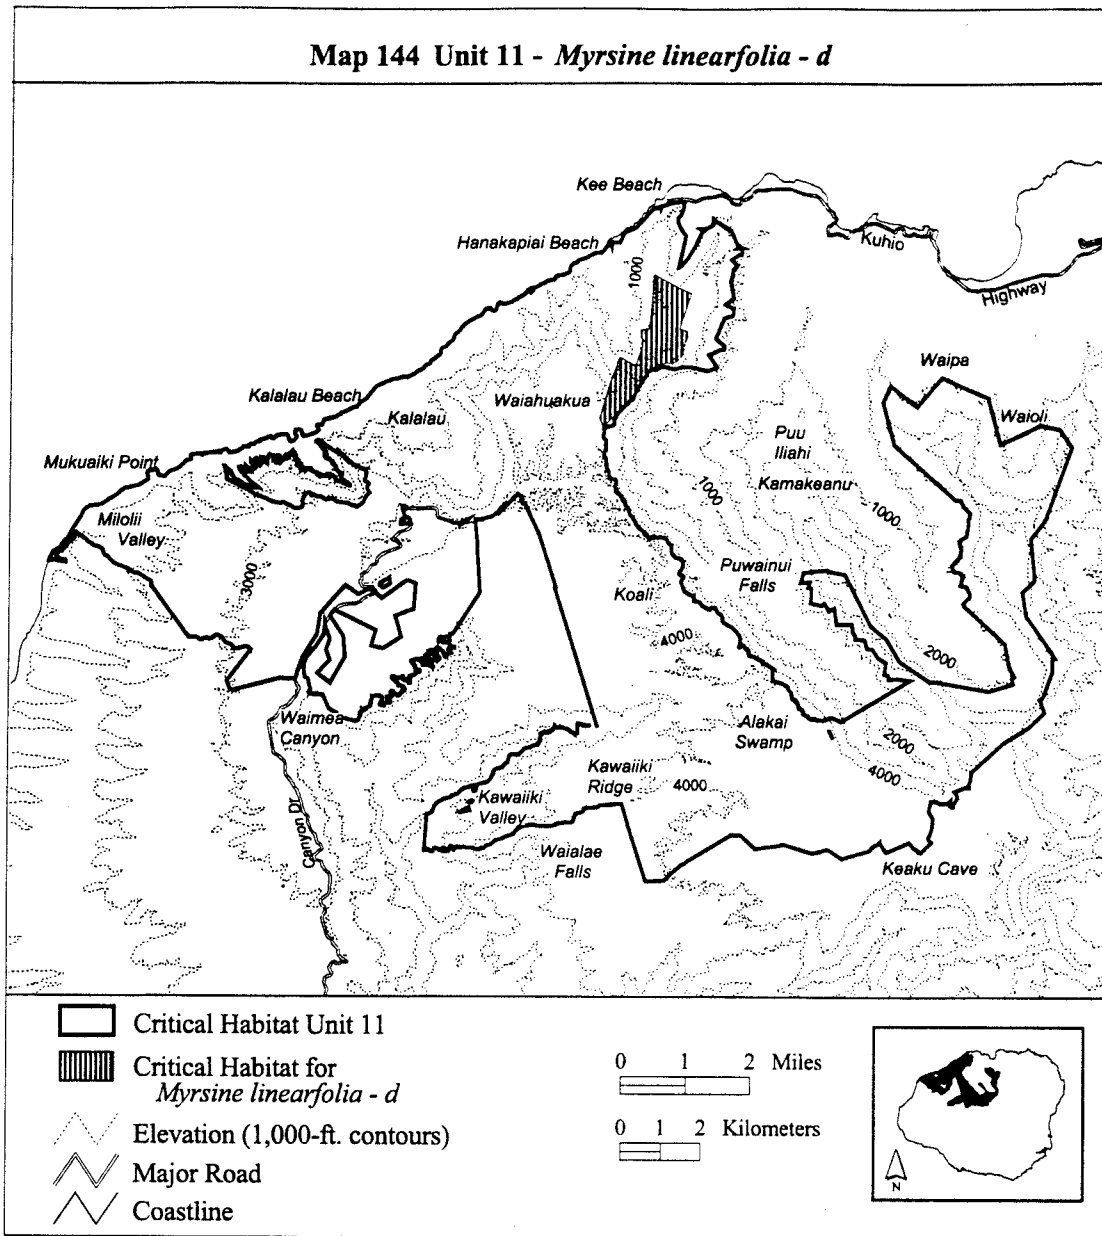 Map 144 Unit 11 - Myrsine linearfolia - d
Kee Beach
Hanakapiai Beach
Kuhio
Highway
1000
Waipa
Kalalau Beach
Waiahuakua
Kalalau
Waioli
Puu
Iliahi
Mukuaiki Point
Kamakeanu
1000
1000
Milolii
Valley
3000
Puwainui
Falls
Koali
4000
2000
Waimea
Canyon
Alakai
Swamp
2000
4000
Kawaiiki
Ridge
4000
Kawaiiki
Valley
Canyon Dr
Waialae
Falls
Keaku Cave
Critical Habitat Unit 11
Critical Habitat for
Myrsine linearfolia - d
Elevation (1,000-ft. contours)
Major Road
Coastline
0 1 2 Miles
0 1 2 Kilometers
N